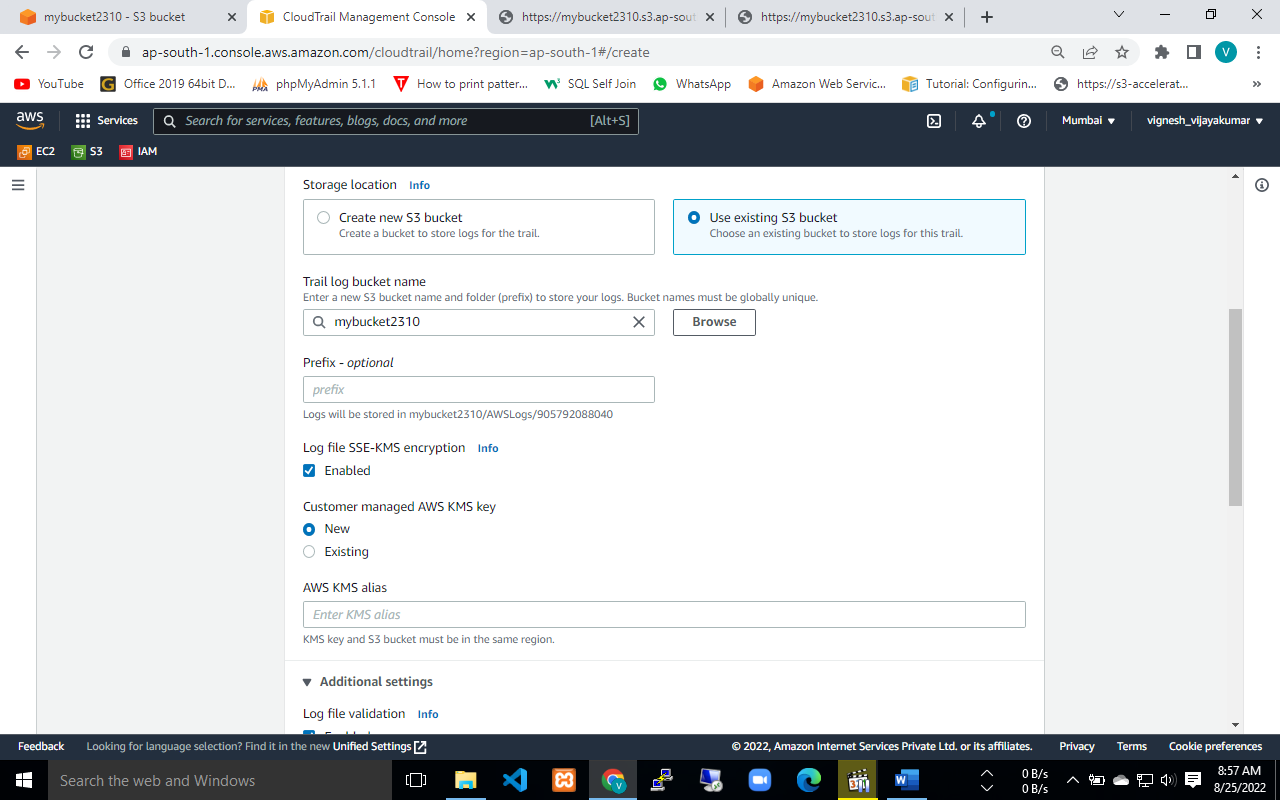 mybucket2310 - S3 bucket
CloudTrail Management Console
https://mybucket2310.s3.ap-sout
https://mybucket2310.s3.ap-sout
ap-south-1.console.aws.amazon.com/cloudtrail/home?region=ap-south-1#/create
V
YouTube
Office 2019 64bit D...
phpMyAdmin 5.1.1
How to print patter...
SQL Self Join
WhatsApp
Amazon Web Servic...
Tutorial: Configurin...
https://s3-accelerat...
»
aws
Services
Search for services, features, blogs, docs, and more
[Alt+S]
Mumbai
vignesh_vijayakumar
EC2
S3
IAM
Storage location
Info
Create new S3 bucket
Create a bucket to store logs for the trail.
Use existing S3 bucket
Choose an existing bucket to store logs for this trail.
Trail log bucket name
Enter a new S3 bucket name and folder (prefix) to store your logs. Bucket names must be globally unique.
mybucket2310
Browse
Prefix - optional
prefix
Logs will be stored in mybucket2310/AWSLogs/905792088040
Log file SSE-KMS encryption
Info
Enabled
Customer managed AWS KMS key
New
Existing
AWS KMS alias
Enter KMS alias
KMS key and S3 bucket must be in the same region.
Additional settings
Log file validation
Info
Enabled
Feedback
Looking for language selection? Find it in the new Unified Settings
© 2022, Amazon Internet Services Private Ltd. or its affiliates.
Privacy
Terms
Cookie preferences
Search the web and Windows
0 B/s
0 B/s
8:57 AM
8/25/2022